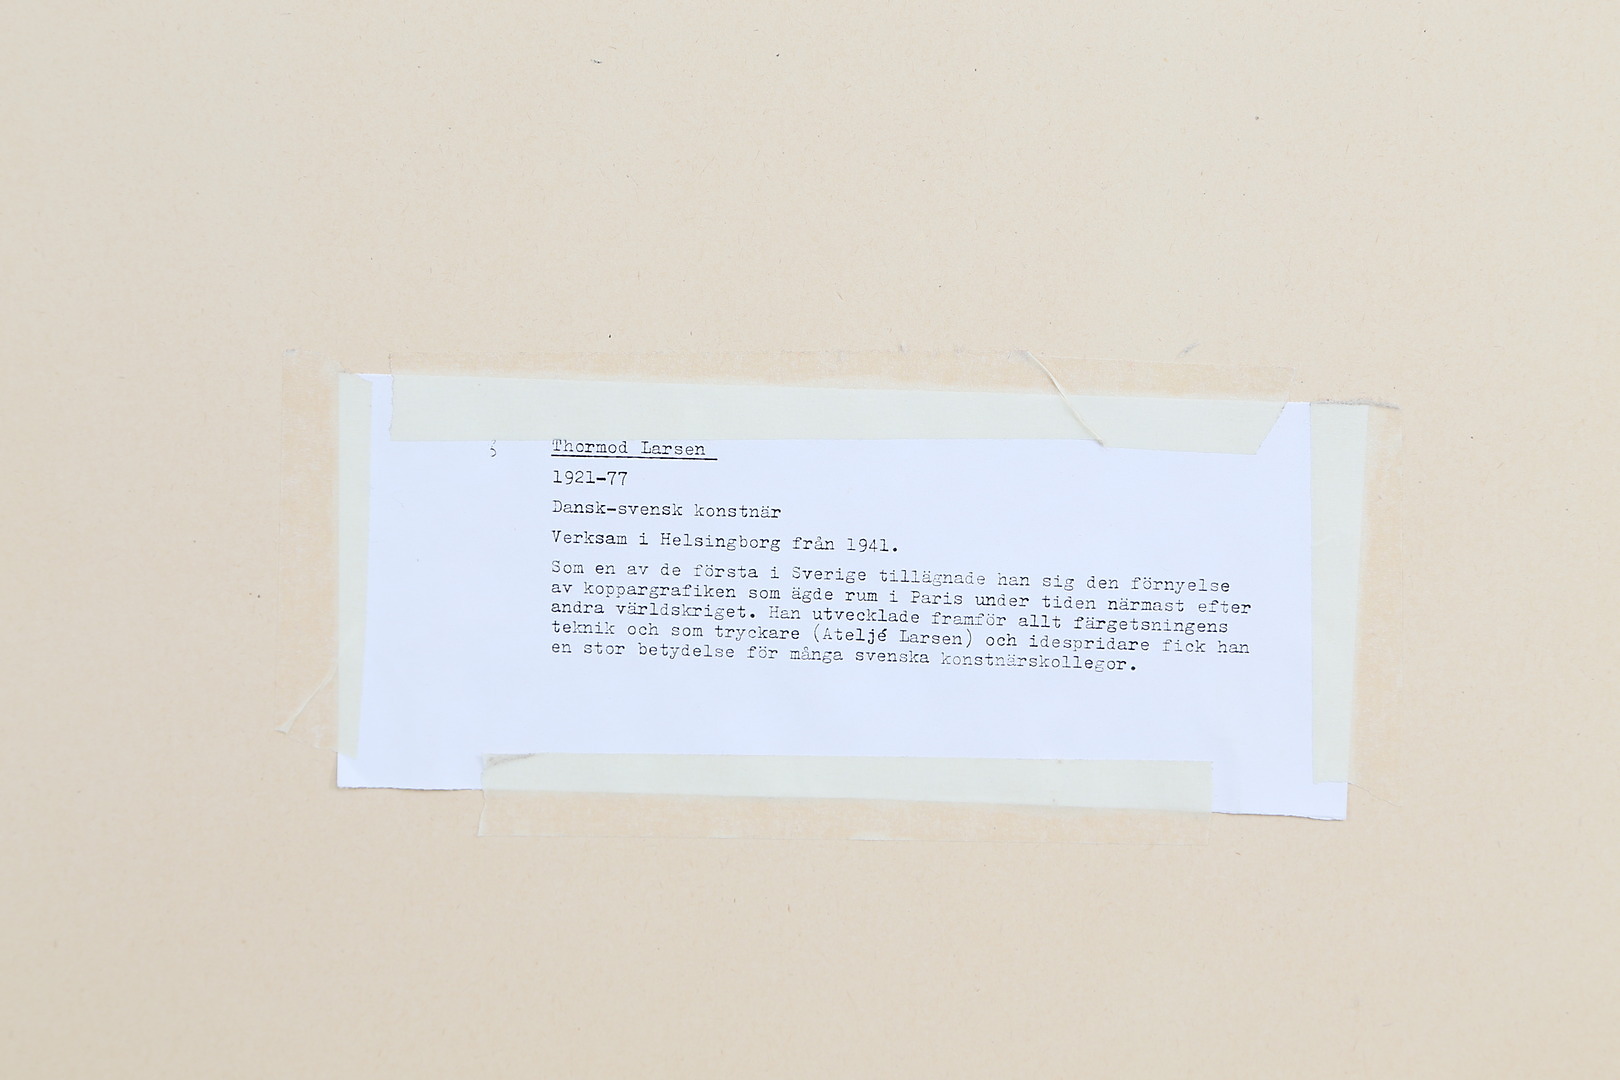 Thormod Larsen
1921-77
Dansk-svensk konstnär
Verksam i Helsingborg från 1941.
Som en av de första i Sverige tillägnade han sig den förnyelse
av koppargrafiken som ägde rum i Paris under tiden närmast efter
andra världskriget. Han utvecklade framför allt färgetsningens
teknik och som tryckare (Ateljé Larsen) och idespridare fick han
en stor betydelse för många svenska konstnärskollegor.